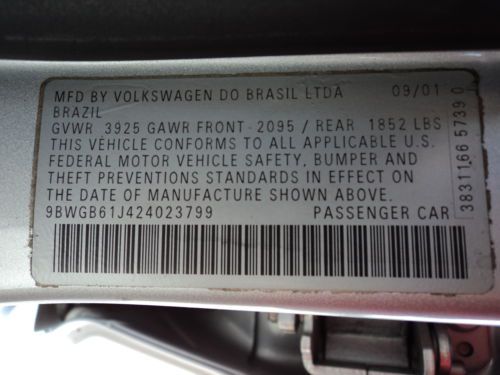 MFD BY VOLKSWAGEN DO BRASIL LTDA 09/01
BRAZIL
GVWR 3925 GAWR FRONT-2095 / REAR 1852 LBS
THIS VEHICLE CONFORMS TO ALL APPLICABLE U.S.
FEDERAL MOTOR VEHICLE SAFETY, BUMPER AND
THEFT PREVENTIONS STANDARDS IN EFFECT ON
THE DATE OF MANUFACTURE SHOWN ABOVE.
9BWGB61J424023799 PASSENGER CAR
3831166 5739 0